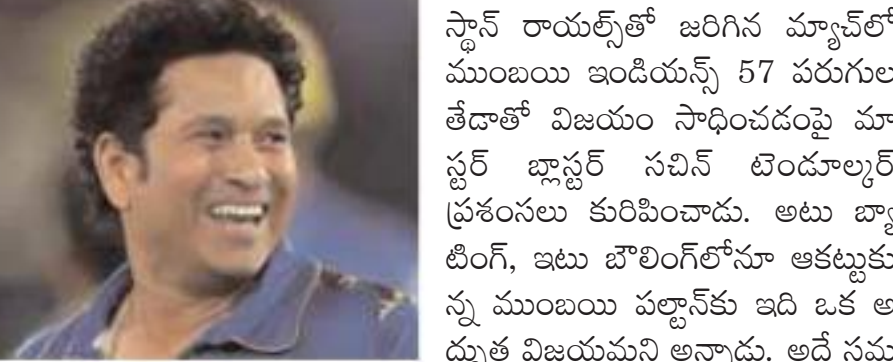 స్థాన్ రాయల్స్‌తో జరిగిన మ్యాచ్‌లో
ముంబయి ఇండియన్స్ 57 పరుగుల
తేడాతో విజయం సాధించడంపై మా
స్టర్ బ్లాస్టర్ సచిన్ టెండూల్కర్
ప్రశంసలు కురిపించాడు. అటు బ్యా
టింగ్, ఇటు బౌలింగ్‌లోనూ ఆకట్టుకు
న్న ముంబయి పల్టాన్‌కు ఇది ఒక అ
ద్భుత విజయమని అన్నాడు. అదే సమ